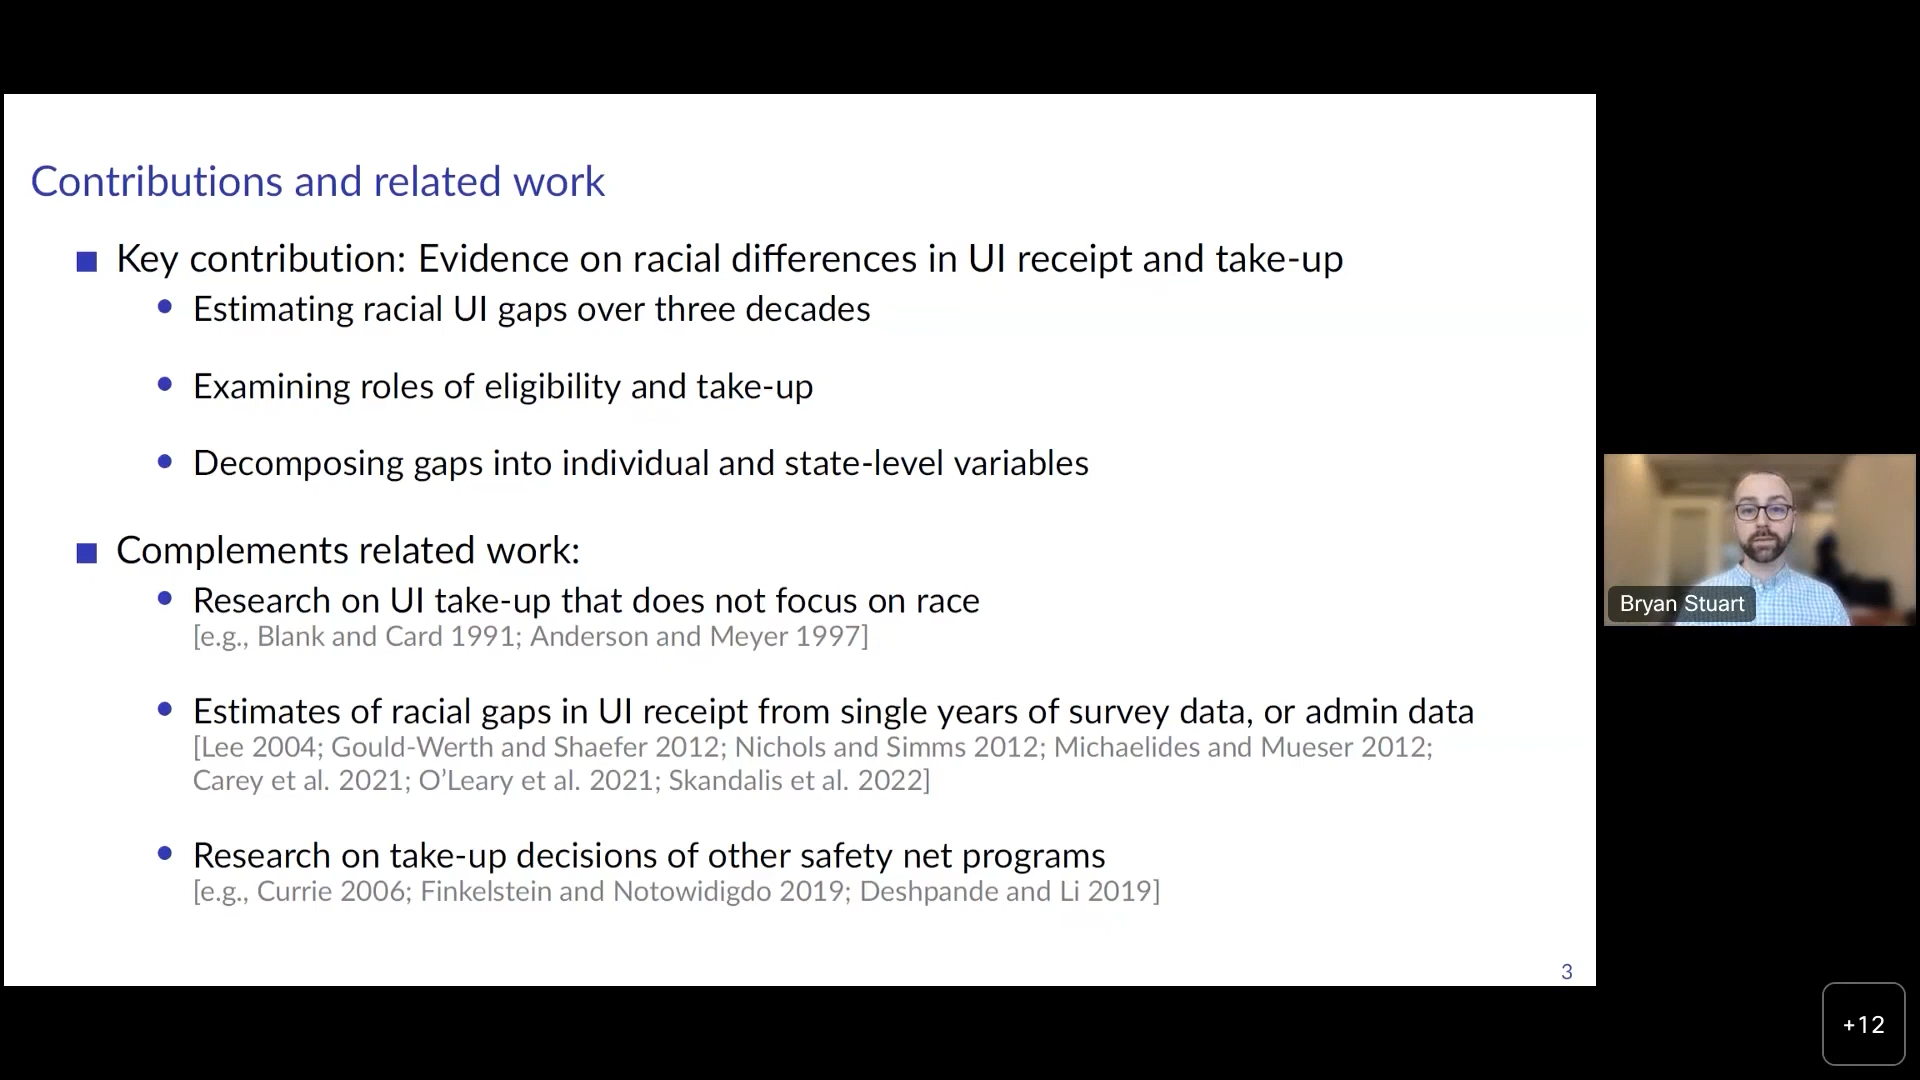 Contributions and related work
Key contribution: Evidence on racial differences in UI receipt and take-up
Estimating racial UI gaps over three decades
Examining roles of eligibility and take-up
Decomposing gaps into individual and state-level variables
Complements related work:
Research on UI take-up that does not focus on race
[e.g., Blank and Card 1991; Anderson and Meyer 1997]
Estimates of racial gaps in UI receipt from single years of survey data, or admin data
[Lee 2004; Gould-Werth and Shaefer 2012; Nichols and Simms 2012; Michaelides and Mueser 2012;
Carey et al. 2021; O’Leary et al. 2021; Skandalis et al. 2022]
Research on take-up decisions of other safety net programs
[e.g., Currie 2006; Finkelstein and Notowidigdo 2019; Deshpande and Li 2019]
3
Bryan Stuart
+12